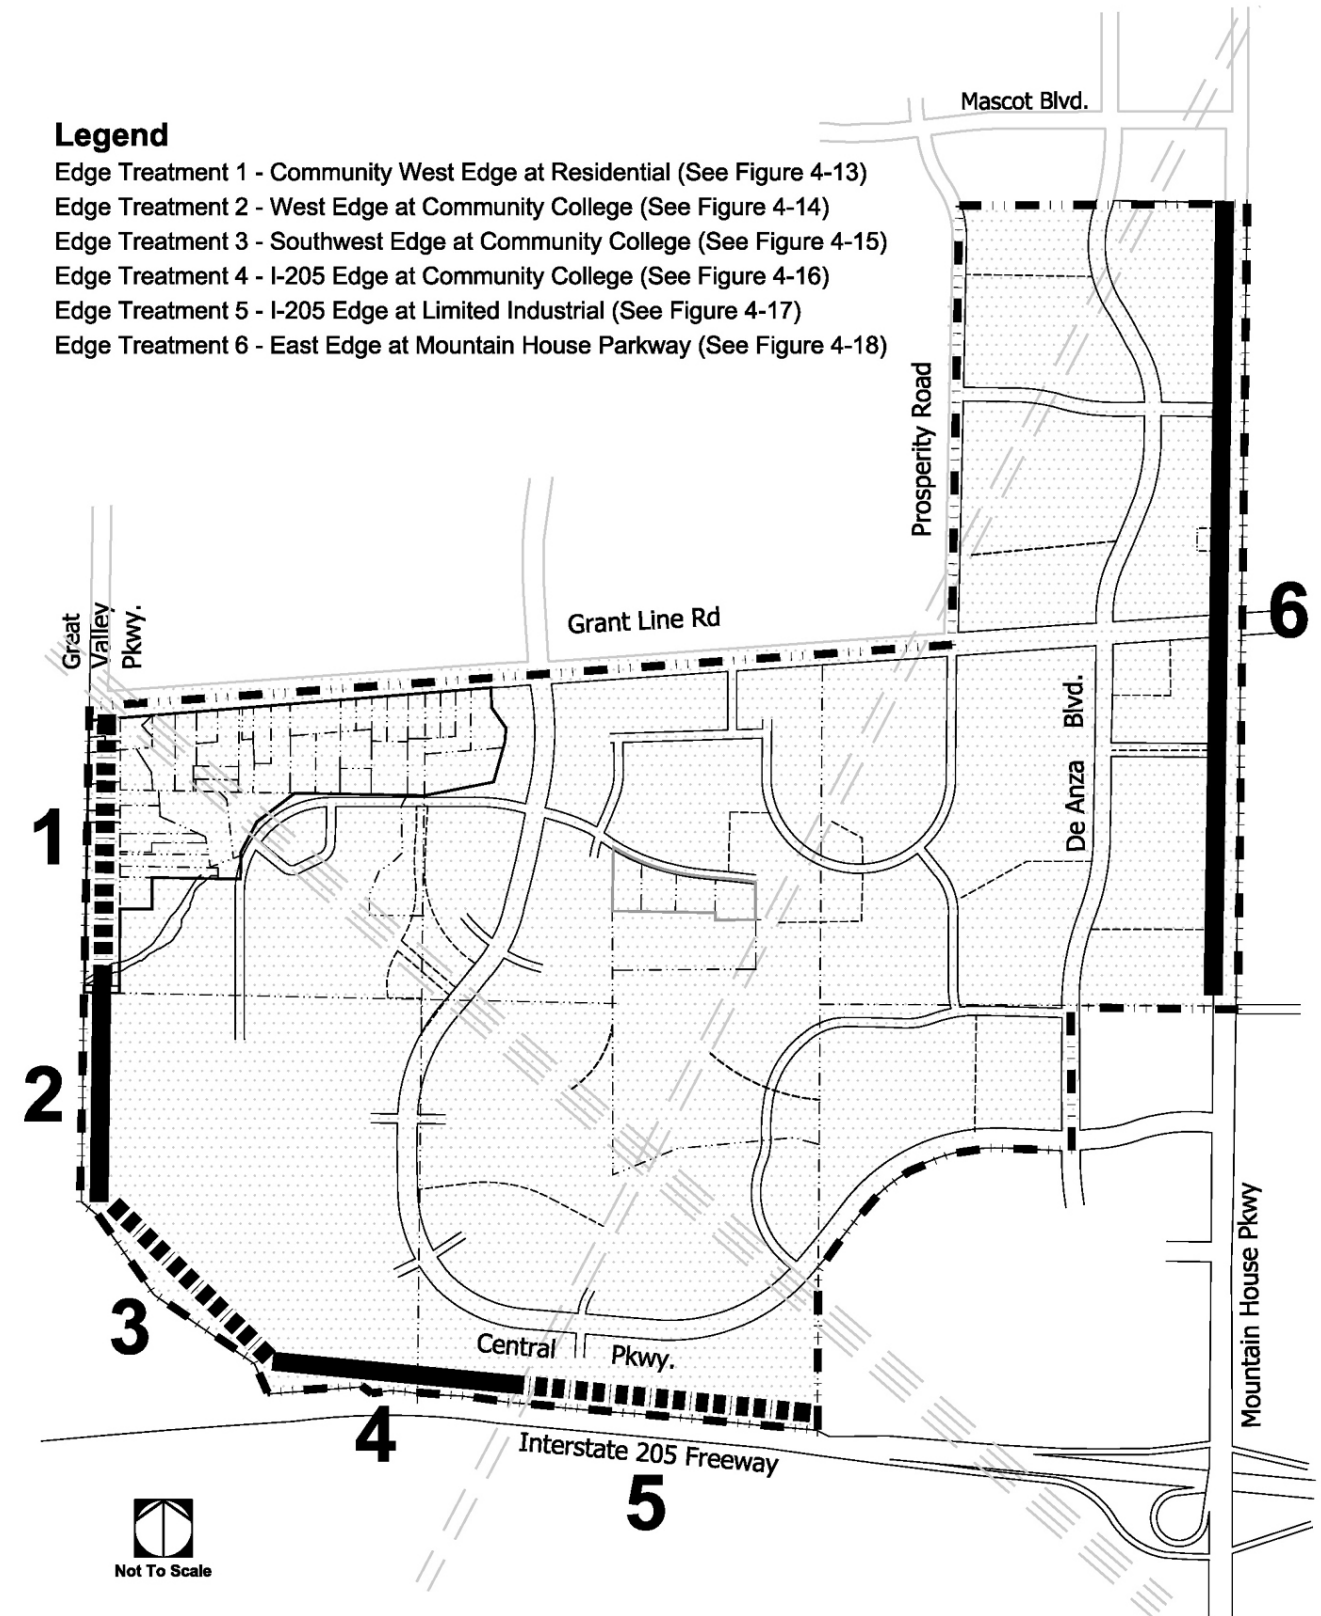 Mascot Blvd.
Legend
Edge Treatment 1 - Community West Edge at Residential (See Figure 4-13)
Edge Treatment 2 - West Edge at Community College (See Figure 4-14)
Edge Treatment 3 - Southwest Edge at Community College (See Figure 4-15)
Edge Treatment 4 - I-205 Edge at Community College (See Figure 4-16)
Edge Treatment 5 - I-205 Edge at Limited Industrial (See Figure 4-17)
Edge Treatment 6 - East Edge at Mountain House Parkway (See Figure 4-18)
Prosperity Road
6
Great
Valley
Pkwy.
Grant Line Rd
De Anza Blvd.
1
2
3
Mountain House Pkwy
Central Pkwy.
4
Interstate 205 Freeway
5
Not To Scale